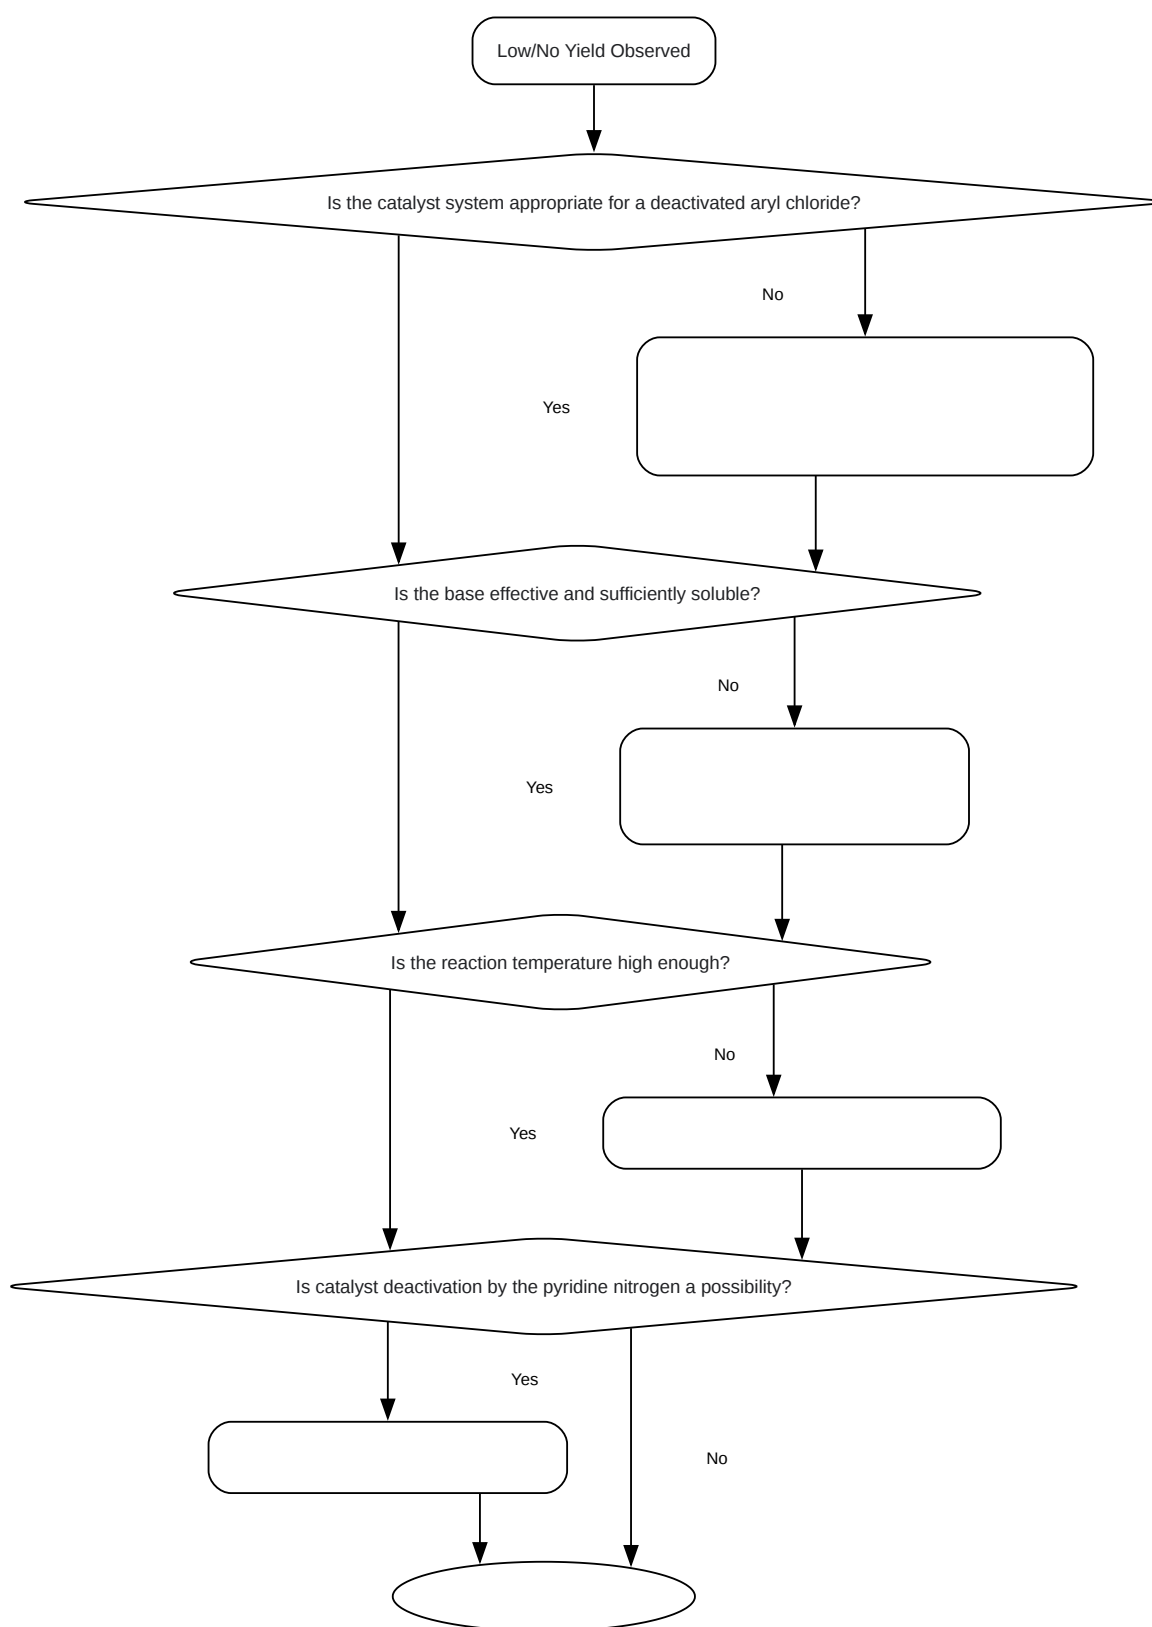 Low/No Yield Observed
Is the catalyst system appropriate for a deactivated aryl chloride?
No
Yes
Is the base effective and sufficiently soluble?
No
Yes
Is the reaction temperature high enough?
No
Yes
Is catalyst deactivation by the pyridine nitrogen a possibility?
Yes
No